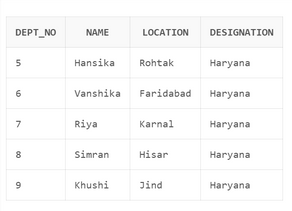 DEPT_NO NAME LOCATION DESIGNATION
5 Hansika Rohtak Haryana
6 Vanshika Faridabad Haryana
7 Riya Karnal Haryana
8 Simran Hisar Haryana
9 Khushi Jind Haryana